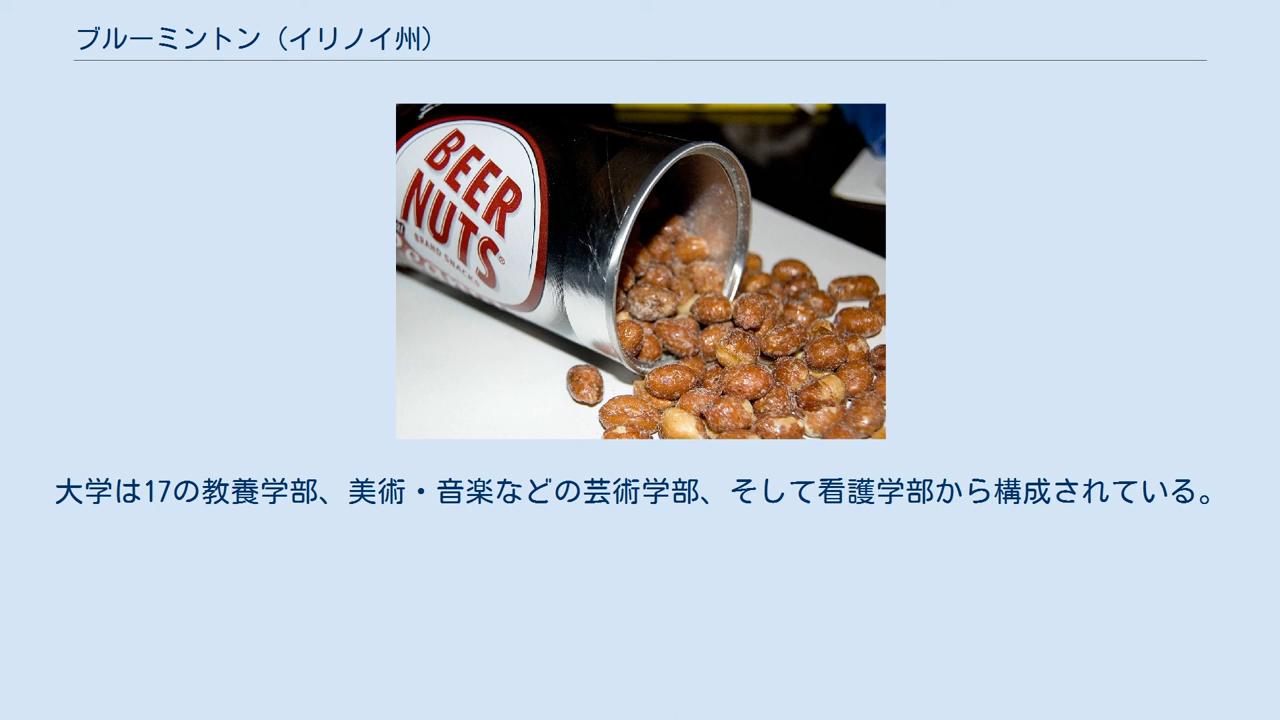 ブルーミントン（イリノイ州）
BEER
NUTS®
BRAND SNACKS
大学は17の教養学部、美術・音楽などの芸術学部、そして看護学部から構成されている。